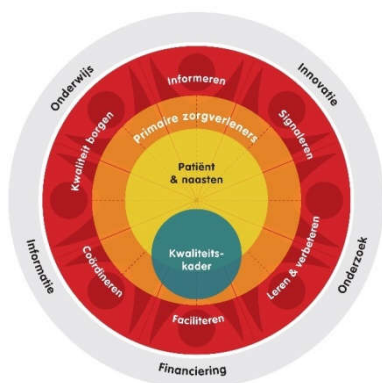 Onderwijs
Innovatie
Informeren
Kwaliteit borgen
Primaire zorgverleners
Signaleren
Patiënt
& naasten
Kwaliteits-
kader
Informatie
Coördineren
Leren & verbeteren
Onderzoek
Faciliteren
Financiering